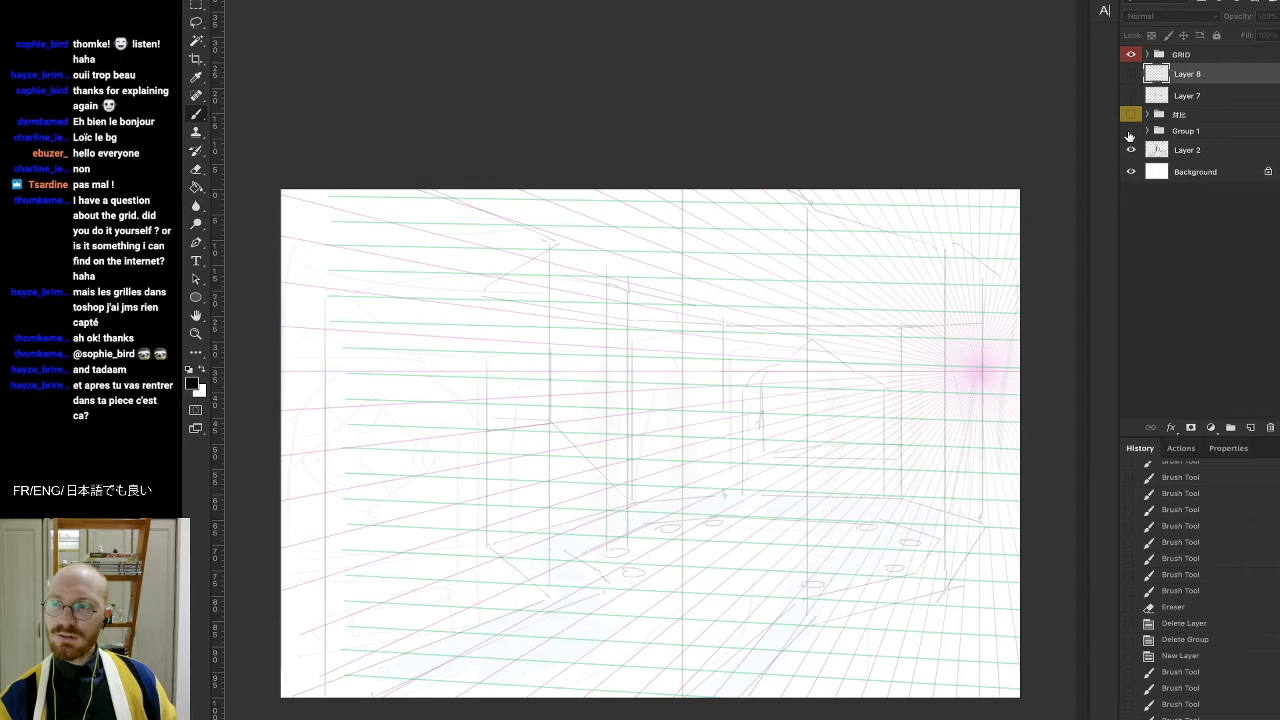 sophie_bird thomke! listen!
haha
hayze_brim... ouii trop beau
sophie_bird thanks for explaining
again
damdamed Eh bien le bonjour
charline_le... Loïc le bg
ebuzer_ hello everyone
charline_le... non
Tsardine pas mal !
thomkeme... I have a question
about the grid. did
you do it yourself ? or
is it something i can
find on the internet?
haha
hayze_brim... mais les grilles dans
toshop j'ai jms rien
capté
thomkeme... ah ok! thanks
thomkeme... @sophie_bird
hayze_brim... and tadaam
hayze_brim... et apres tu vas rentrer
dans ta piece c'est
ca?
FR/ENG/日本語でも良い
A|
Normal Opacity: 100%
Lock: Fill: 100%
GRID
Layer 8
Layer 7
对比
Group 1
Layer 2
Background
fx
History Actions Properties
Brush Tool
Brush Tool
Brush Tool
Brush Tool
Brush Tool
Brush Tool
Brush Tool
Brush Tool
Brush Tool
Eraser
Delete Layer
Delete Group
New Layer
Brush Tool
Brush Tool
Brush Tool